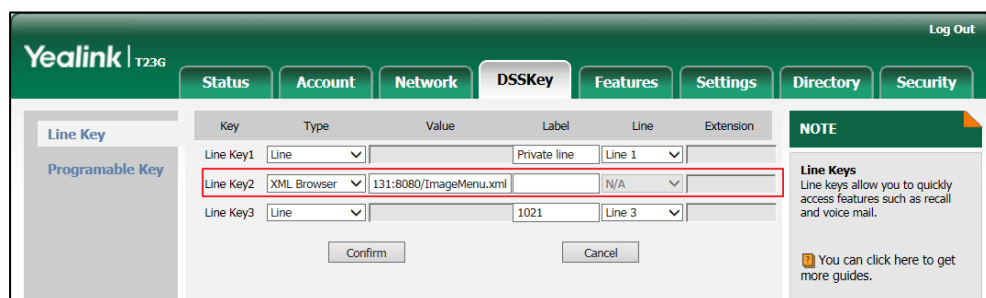 Log Out
Yealink | T23G
Status Account Network DSSKey Features Settings Directory Security
Line Key
Programable Key
Key Type Value Label Line Extension
Line Key1 Line Private line Line 1
Line Key2 XML Browser 131:8080/ImageMenu.xml N/A
Line Key3 Line 1021 Line 3
Confirm Cancel
NOTE
Line Keys
Line keys allow you to quickly
access features such as recall
and voice mail.
You can click here to get
more guides.